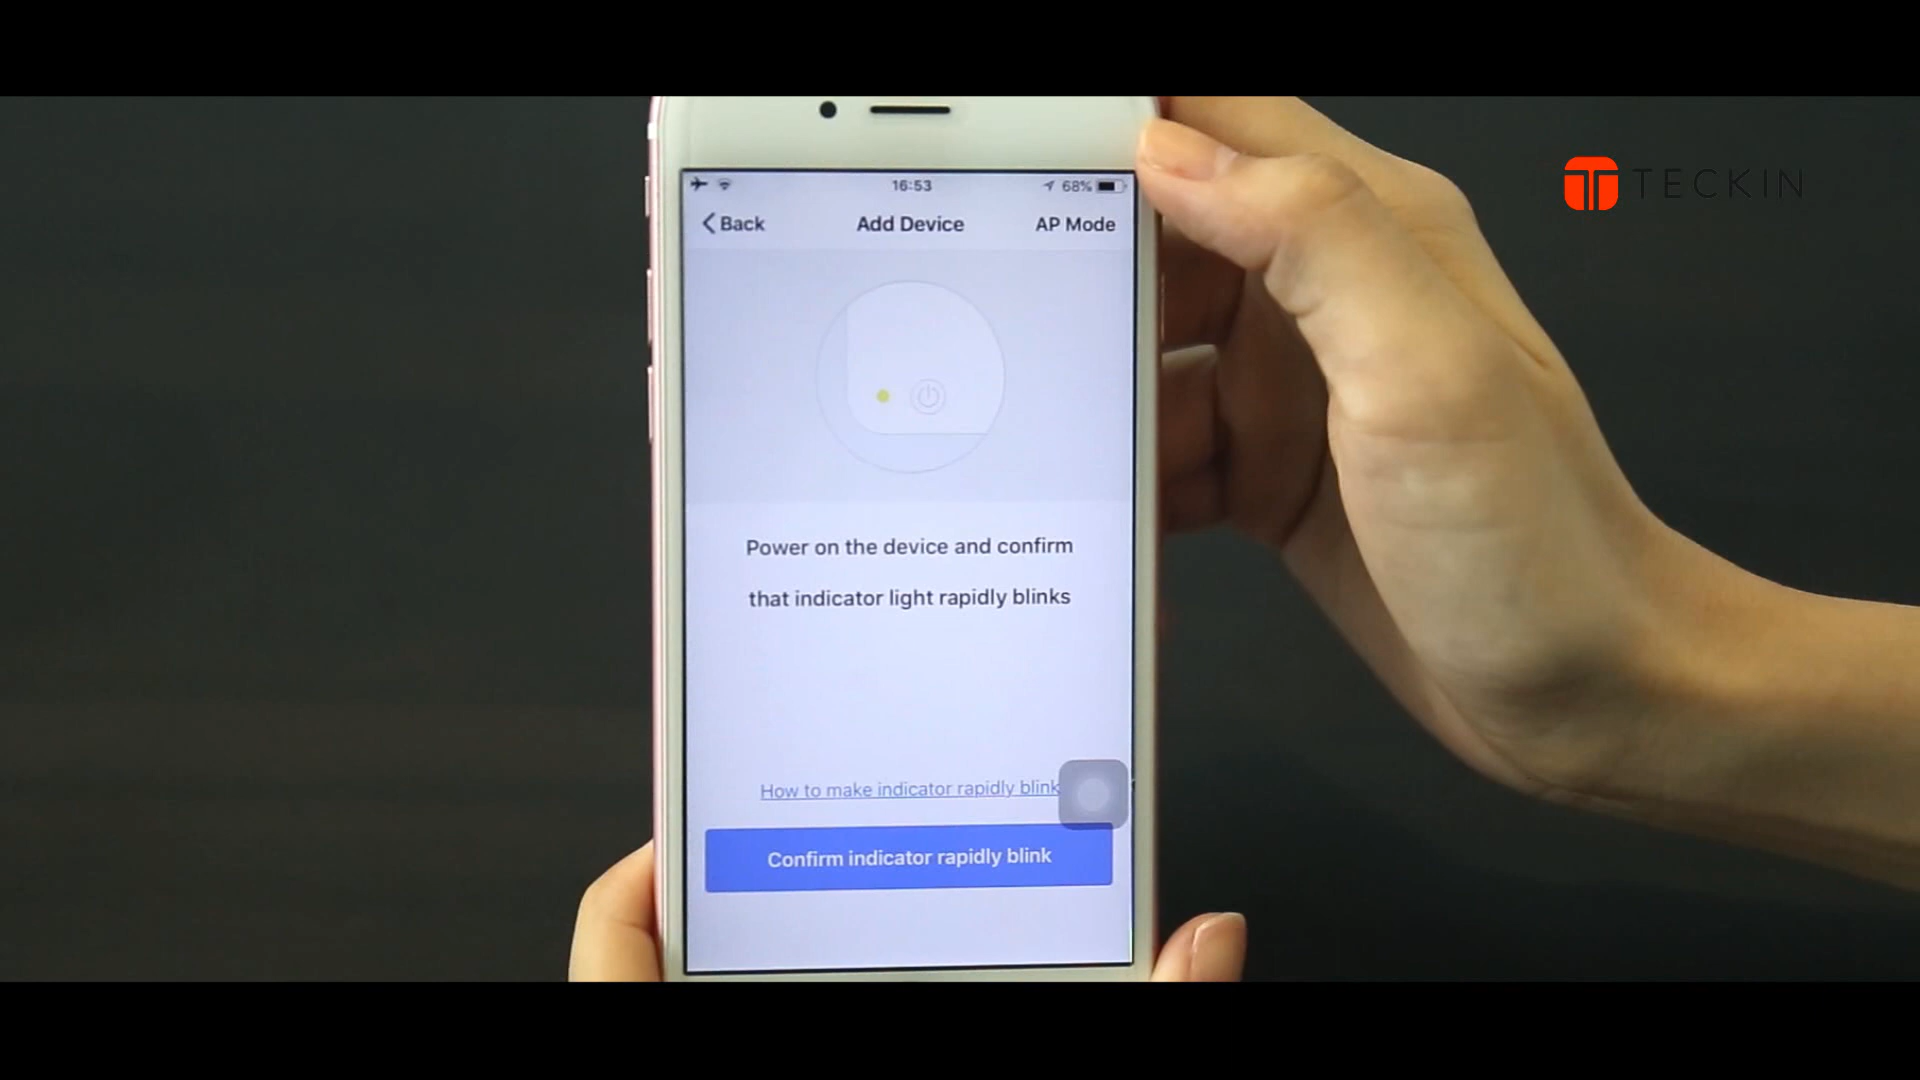 TECKIN
16:53
68%
Back
Add Device
AP Mode
Power on the device and confirm
that indicator light rapidly blinks
How to make indicator rapidly blink
Confirm indicator rapidly blink